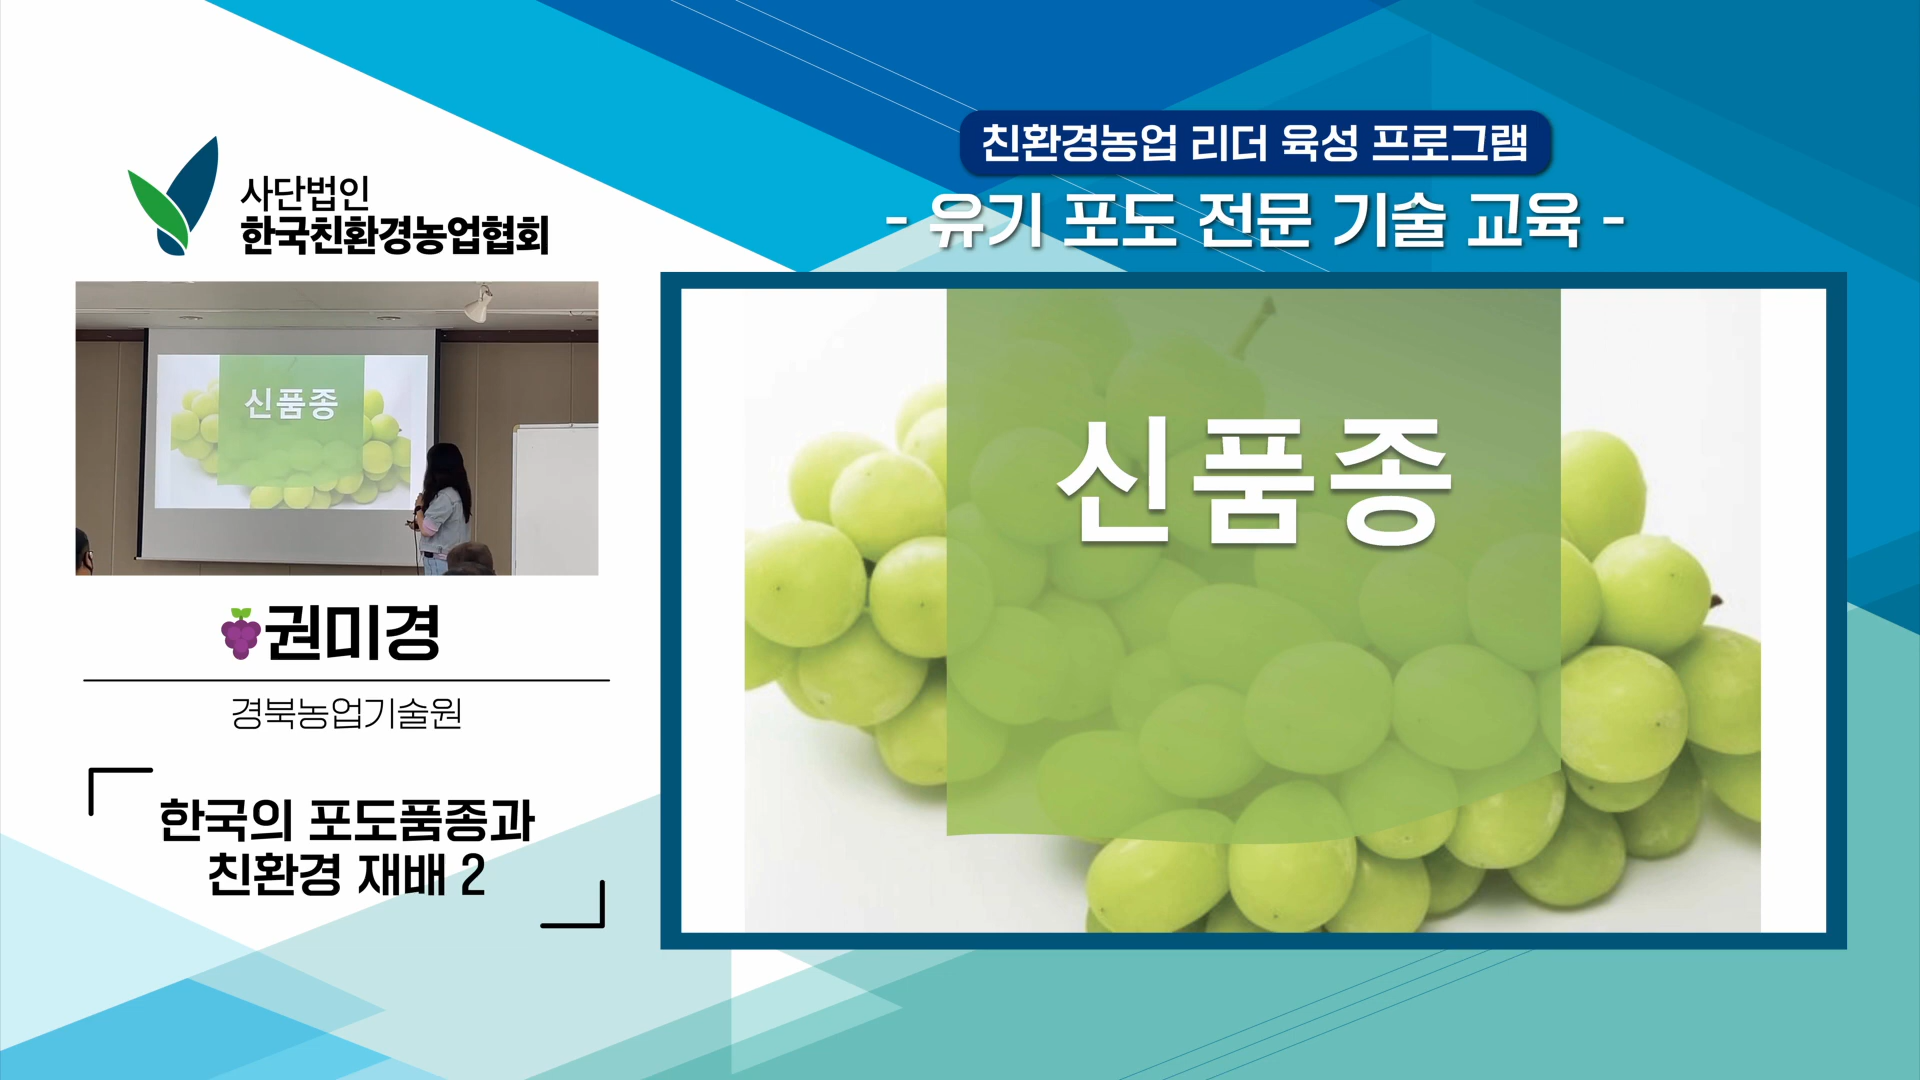 사단법인
한국친환경농업협회
친환경농업 리더 육성 프로그램
- 유기 포도 전문 기술 교육 -
신품종
신품종
권미경
경북농업기술원
한국의 포도품종과
친환경 재배 2